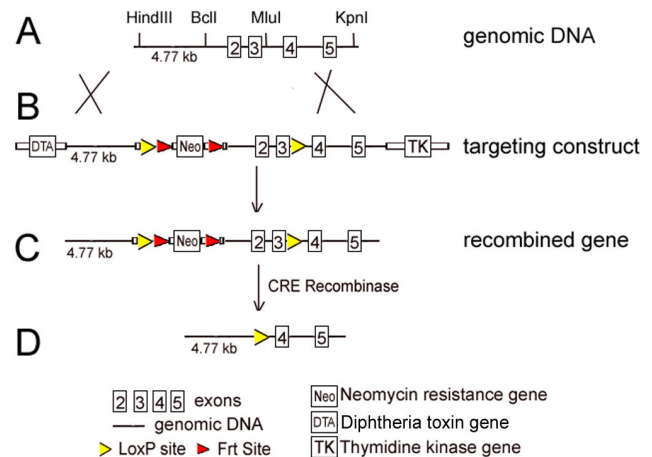 A HindIII BclI MluI KpnI
2 3 4 5 genomic DNA
4.77 kb
B
DTA Neo 2 3 4 5 TK targeting construct
4.77 kb
C Neo 2 3 4 5 recombined gene
4.77 kb
CRE Recombinase
D 4 5
4.77 kb
2 3 4 5 exons Neo Neomycin resistance gene
genomic DNA DTA Diphtheria toxin gene
LoxP site Frt Site TK Thymidine kinase gene